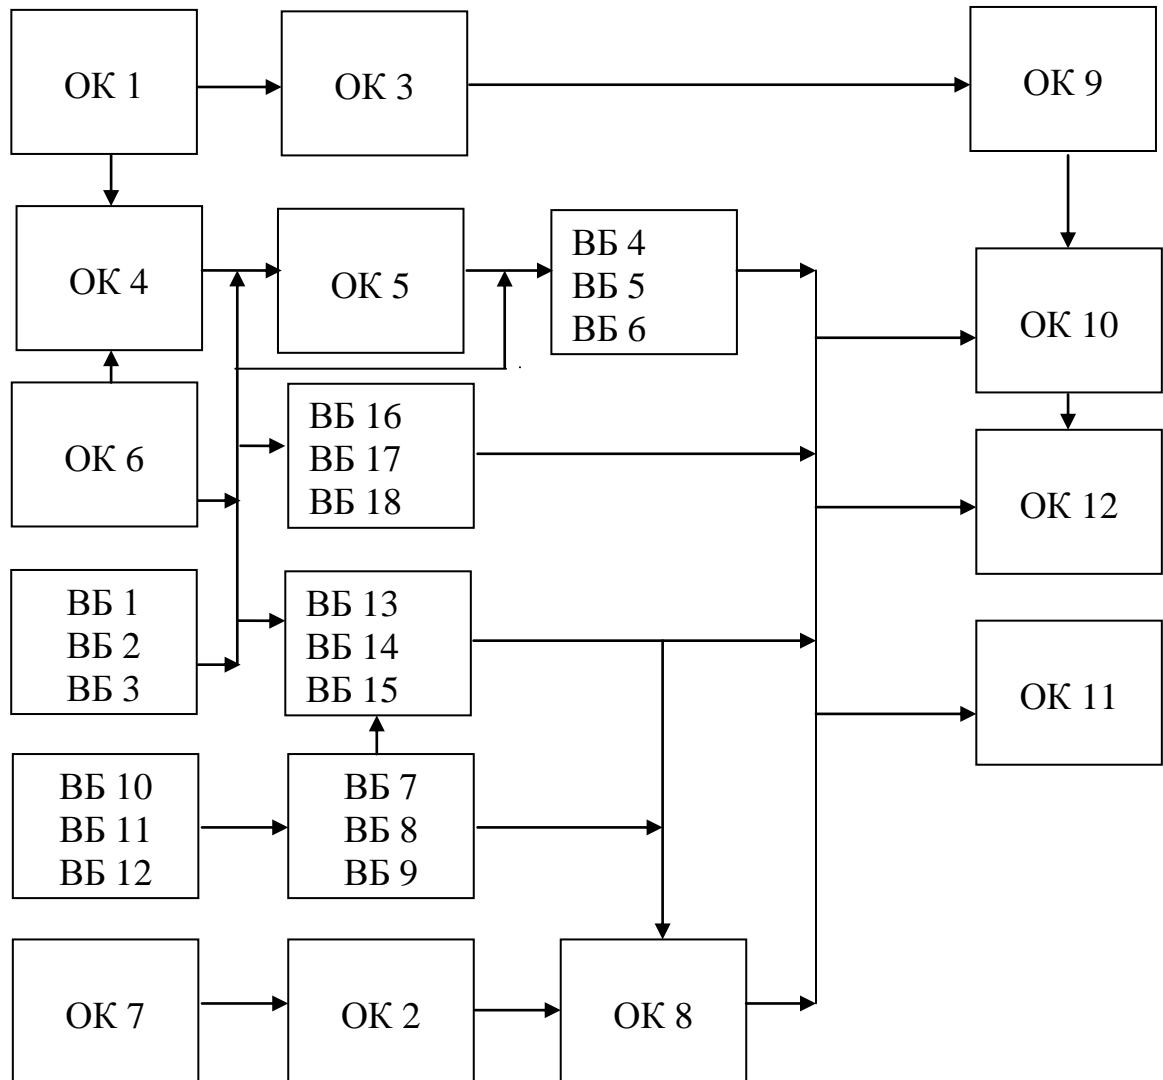 ОК 1
ОК 3
ОК 9
ОК 4
ОК 5
ВБ 4
ВБ 5
ВБ 6
ОК 10
ОК 6
ВБ 16
ВБ 17
ВБ 18
ОК 12
ВБ 1
ВБ 2
ВБ 3
ВБ 13
ВБ 14
ВБ 15
ОК 11
ВБ 10
ВБ 11
ВБ 12
ВБ 7
ВБ 8
ВБ 9
ОК 7
ОК 2
ОК 8